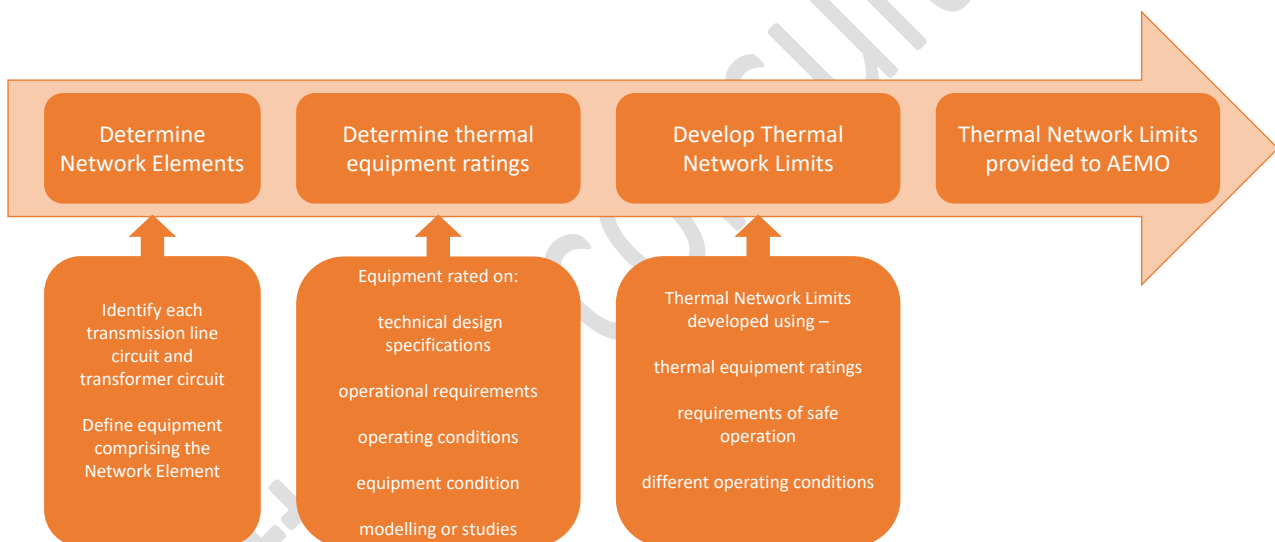 Determine
Network Elements
Determine thermal
equipment ratings
Develop Thermal
Network Limits
Thermal Network Limits
provided to AEMO
Identify each
transmission line
circuit and
transformer circuit
Define equipment
comprising the
Network Element
Equipment rated on:
technical design
specifications
operational requirements
operating conditions
equipment condition
modelling or studies
Thermal Network Limits
developed using –
thermal equipment ratings
requirements of safe
operation
different operating conditions